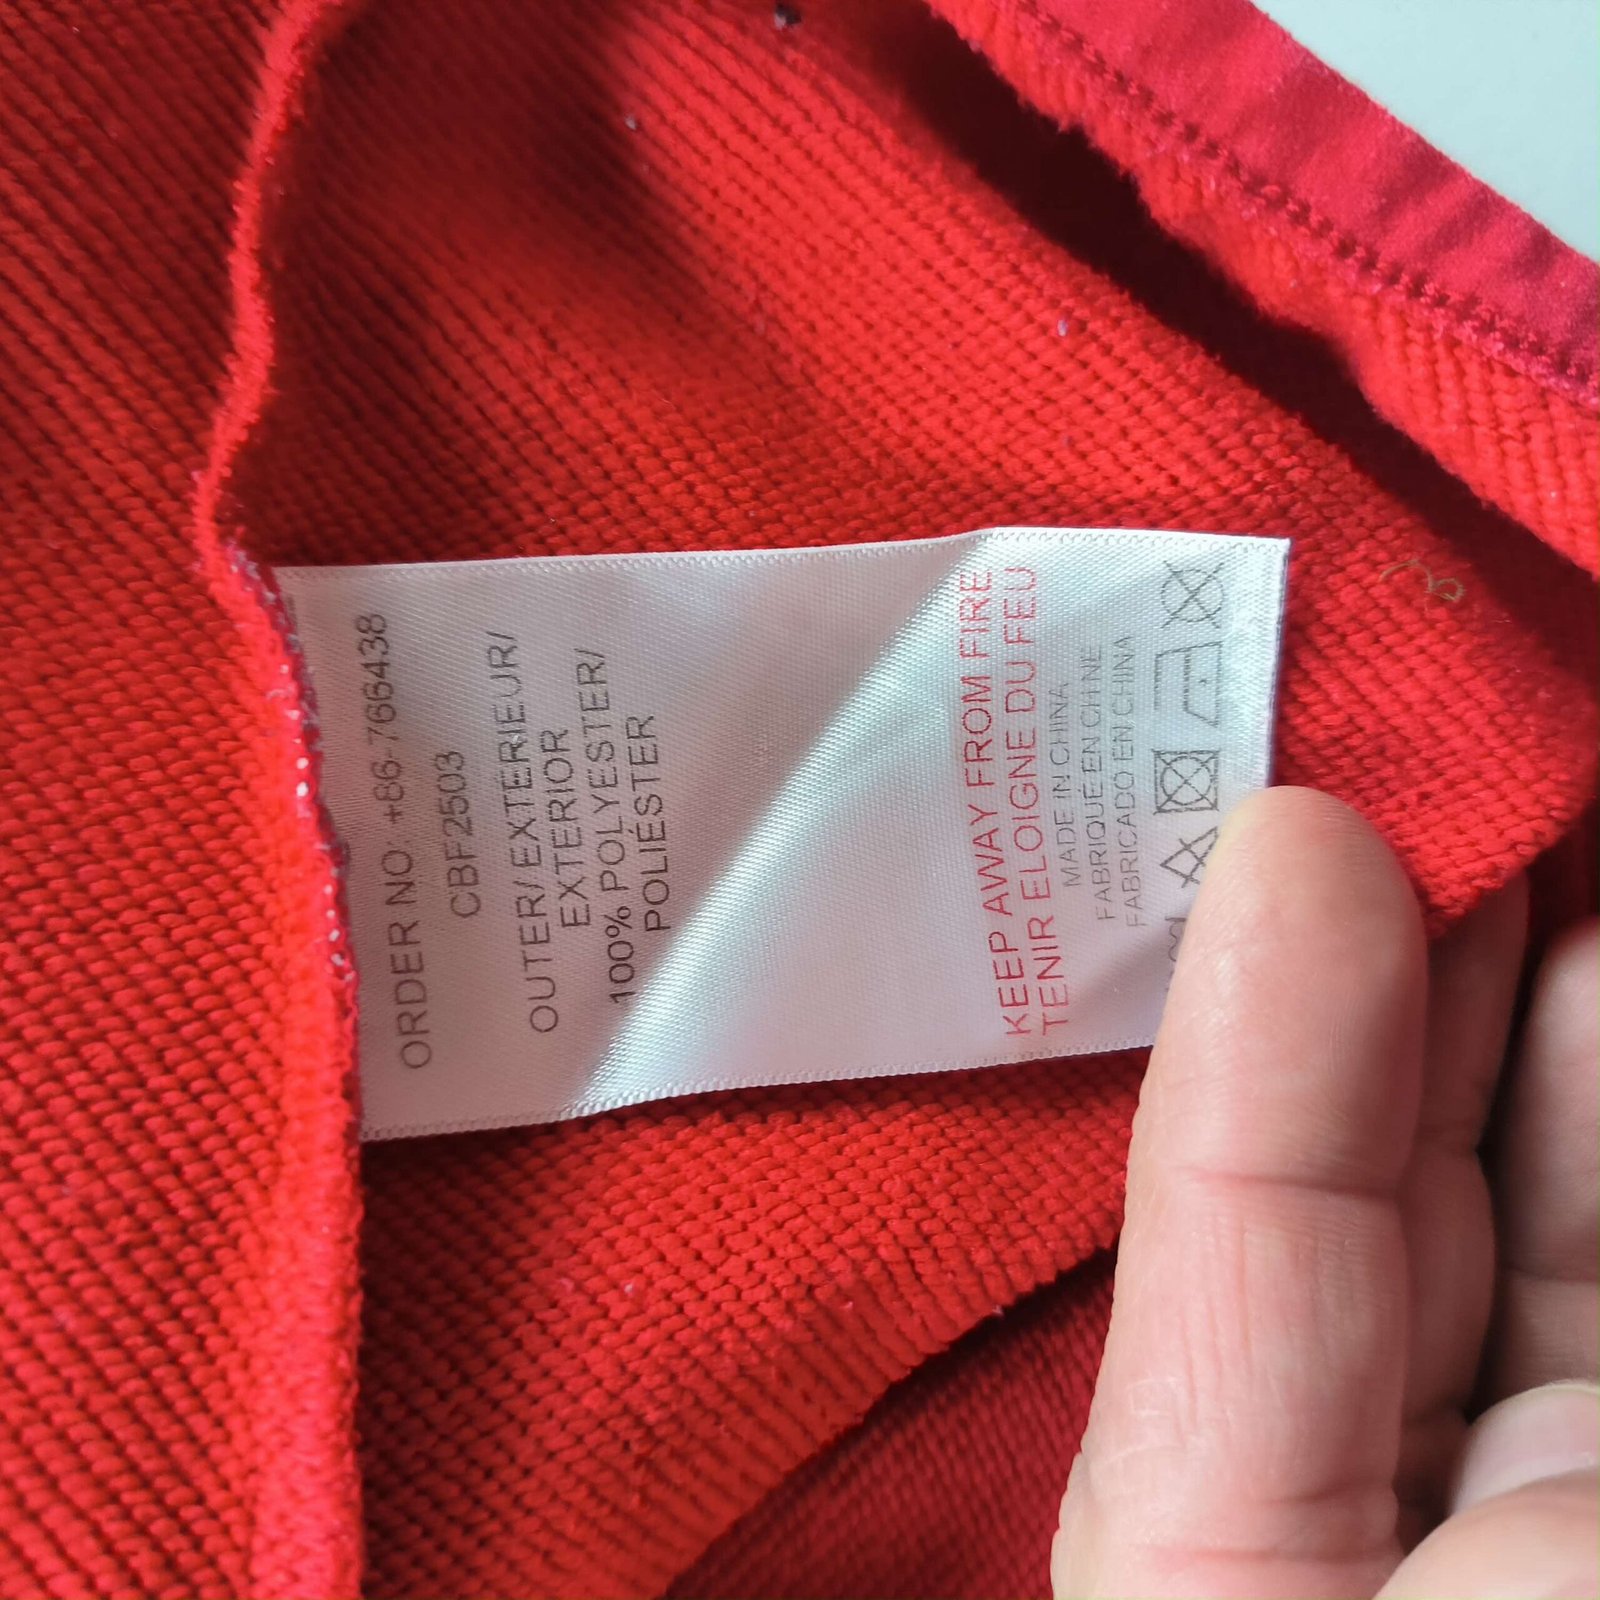 ORDER NO: +86-766438
CBF2503
OUTER/ EXTERIEUR/
EXTERIOR
100% POLYESTER/
POLIÉSTER
KEEP AWAY FROM FIRE
TENIR ELOIGNE DU FEU
MADE IN CHINA
FABRIQUE EN CHINE
FABRICADO EN CHINA